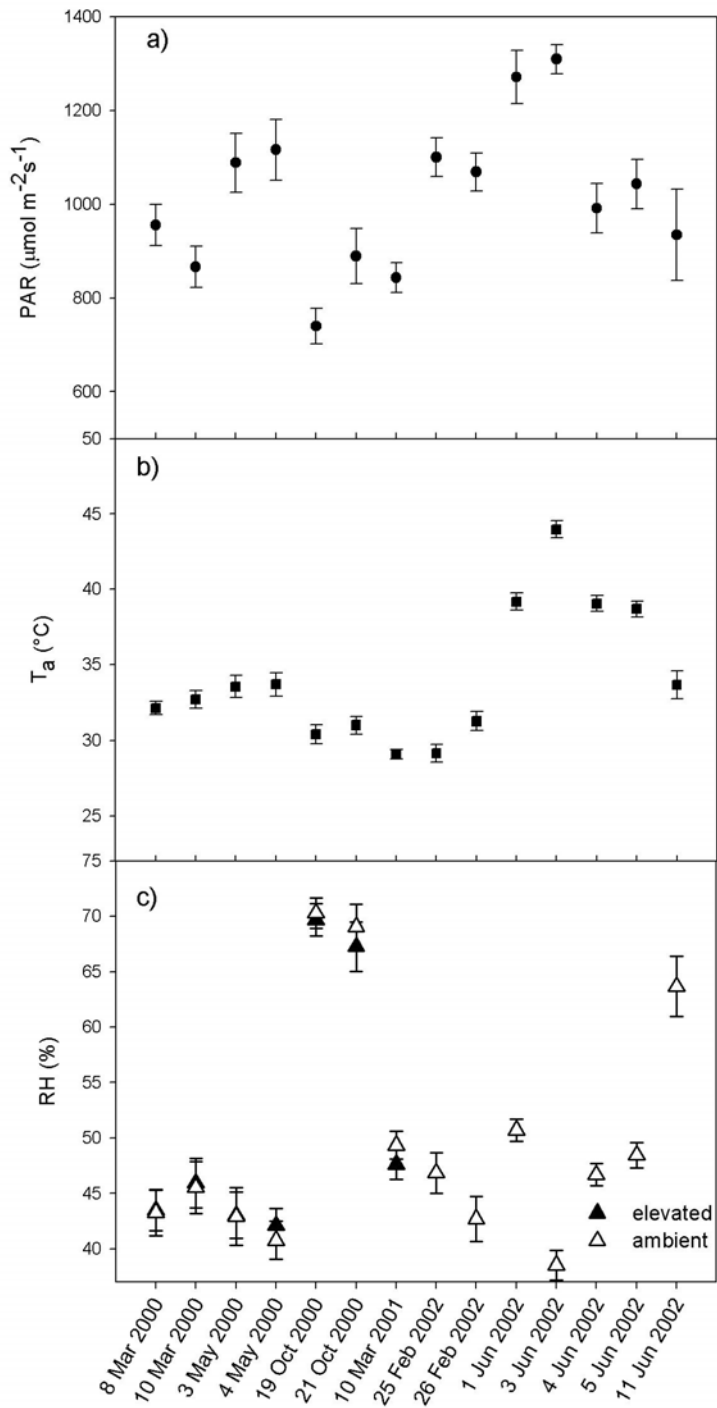 a)
PAR (μmol m⁻²s⁻¹)
1400
1200
1000
800
600
50
b)
Tₐ (°C)
45
40
35
30
25
75
c)
RH (%)
70
65
60
55
50
45
40
elevated
ambient
8 Mar 2000
10 Mar 2000
3 May 2000
4 May 2000
19 Oct 2000
21 Oct 2000
10 Mar 2001
25 Feb 2002
26 Feb 2002
1 Jun 2002
3 Jun 2002
4 Jun 2002
5 Jun 2002
11 Jun 2002